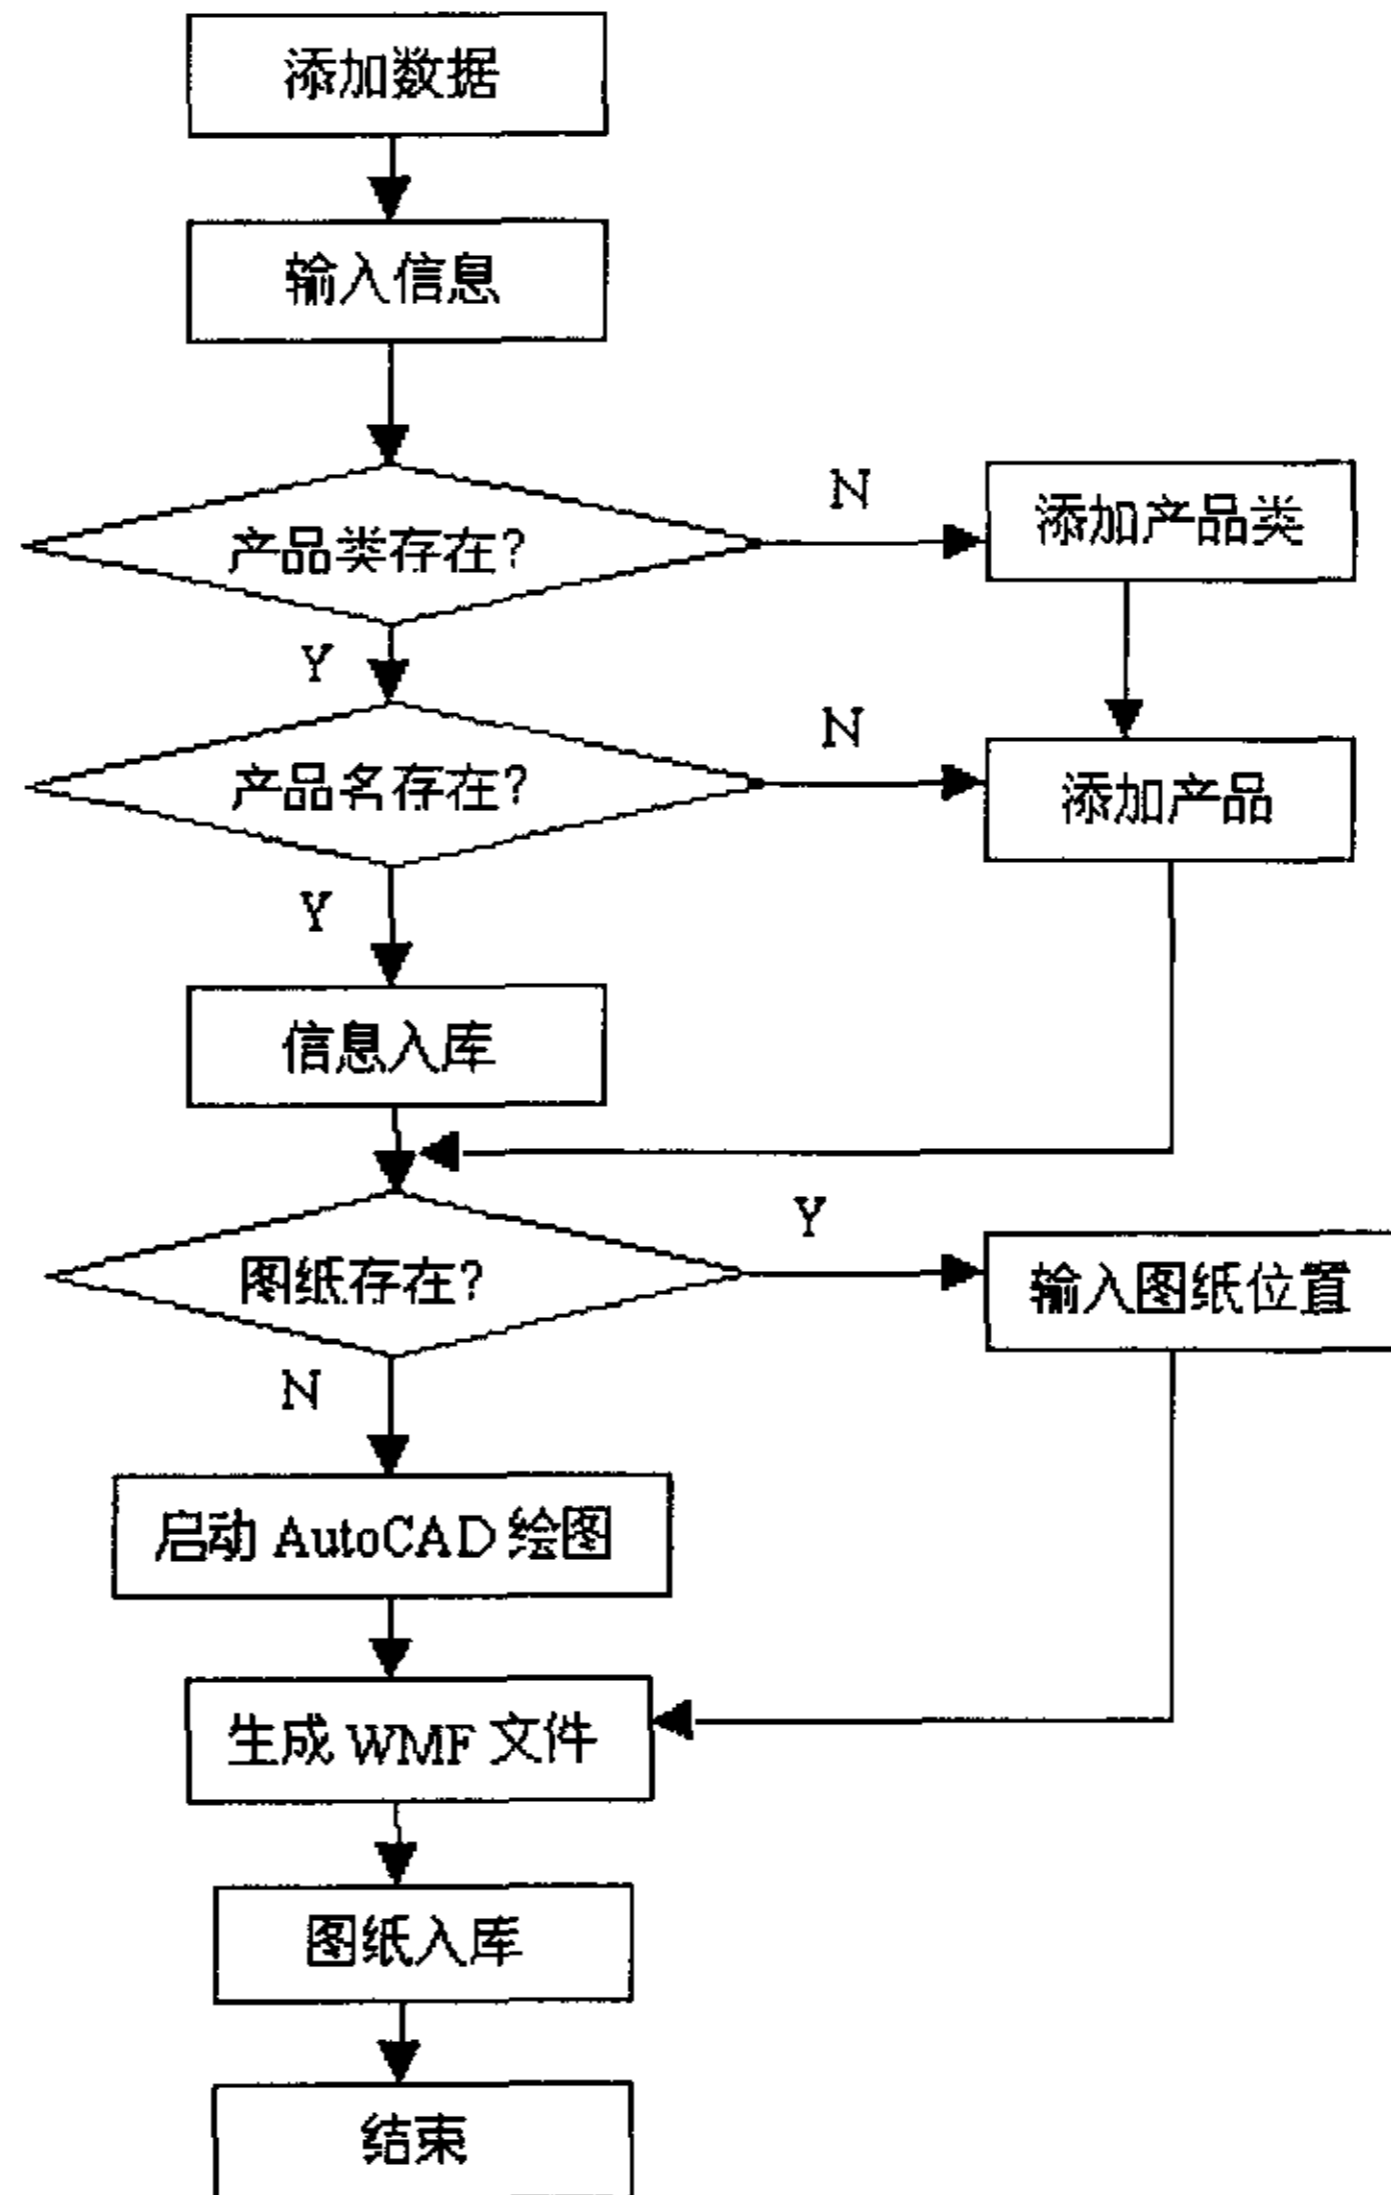 添加数据
输入信息
产品类存在?
N
添加产品类
Y
产品名存在?
N
添加产品
Y
信息入库
图纸存在?
Y
输入图纸位置
N
启动 AutoCAD 绘图
生成 WMF 文件
图纸入库
结束